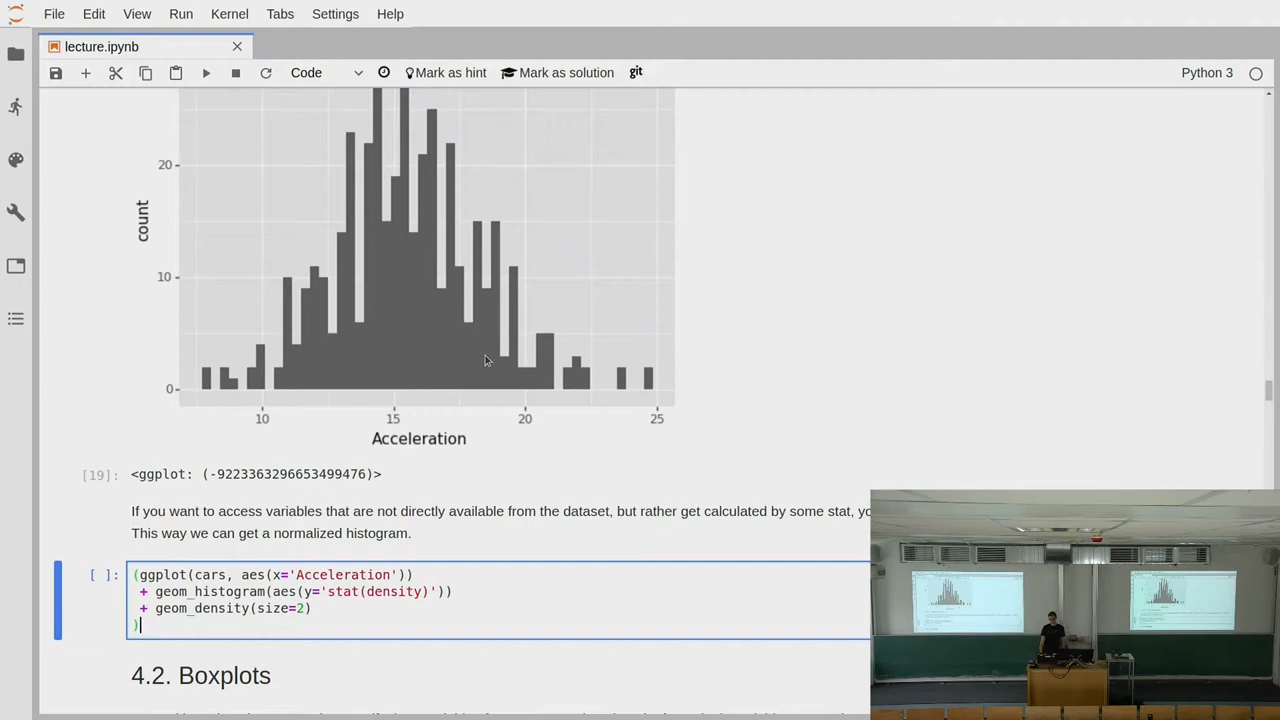 File Edit View Run Kernel Tabs Settings Help
lecture.ipynb
Code Mark as hint Mark as solution git Python 3
20
10
0
count
10 15 20 25
Acceleration
[19]: <ggplot: (-9223363296653499476)>
If you want to access variables that are not directly available from the dataset, but rather get calculated by some stat,
This way we can get a normalized histogram.
[ ]: (ggplot(cars, aes(x='Acceleration'))
+ geom_histogram(aes(y='stat(density)'))
+ geom_density(size=2)
)
4.2. Boxplots